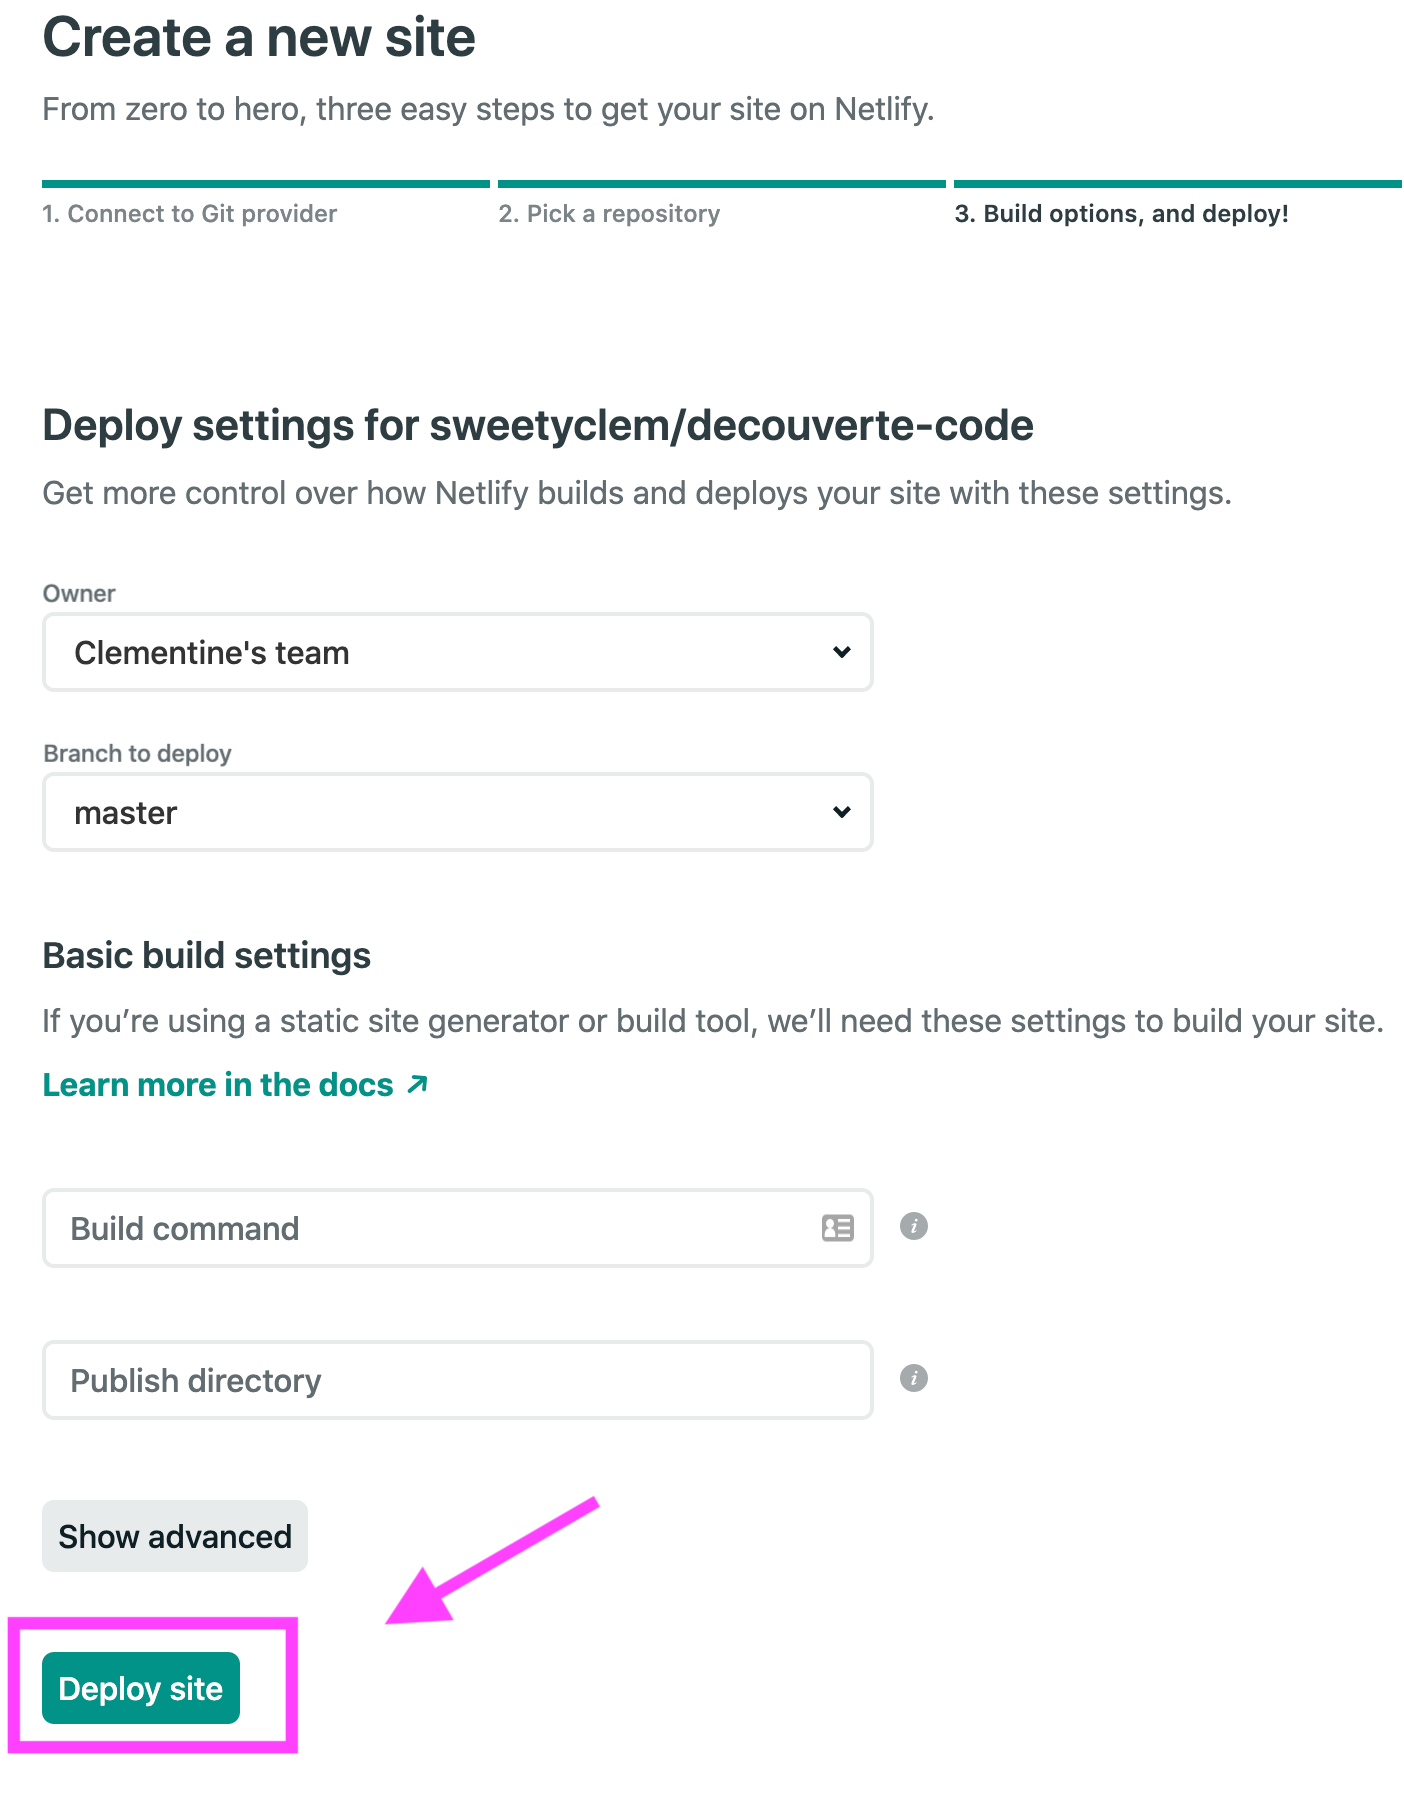 Create a new site
From zero to hero, three easy steps to get your site on Netlify.
1. Connect to Git provider
2. Pick a repository
3. Build options, and deploy!
Deploy settings for sweetyclem/decouverte-code
Get more control over how Netlify builds and deploys your site with these settings.
Owner
Clementine's team
Branch to deploy
master
Basic build settings
If you’re using a static site generator or build tool, we’ll need these settings to build your site.
Learn more in the docs
Build command
Publish directory
Show advanced
Deploy site